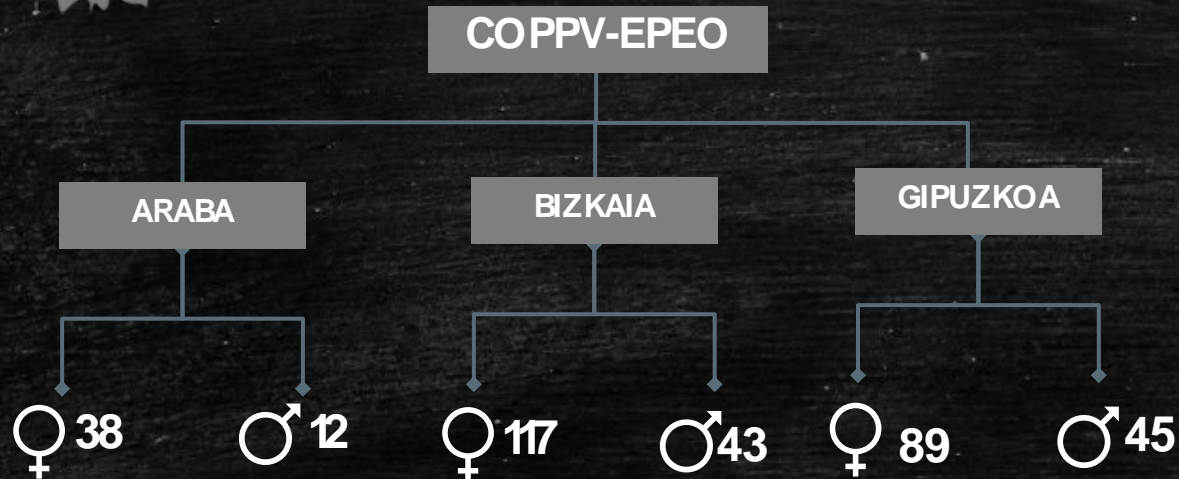 COPPV-EPEO
ARABA
BIZKAIA
GIPUZKOA
♀ 38
♂ 12
♀ 117
♂ 43
♀ 89
♂ 45